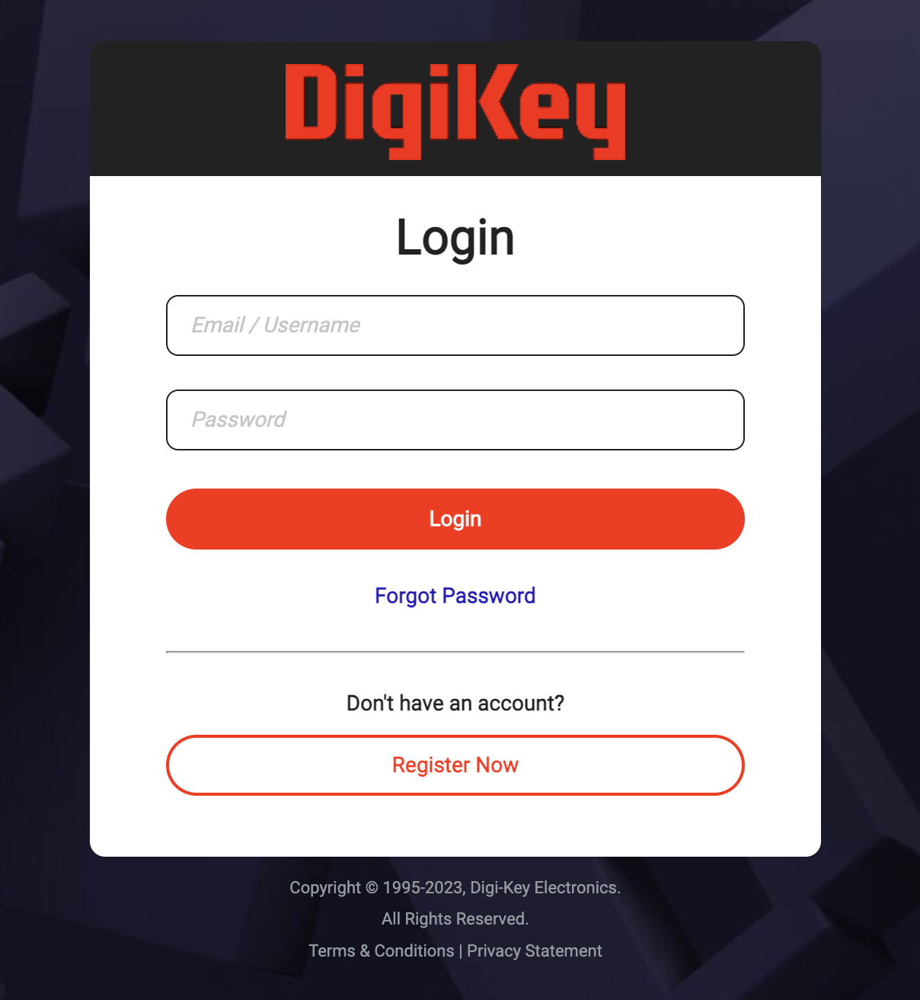 DigiKey
Login
Email / Username
Password
Login
Forgot Password
Don't have an account?
Register Now
Copyright © 1995-2023, Digi-Key Electronics.
All Rights Reserved.
Terms & Conditions | Privacy Statement